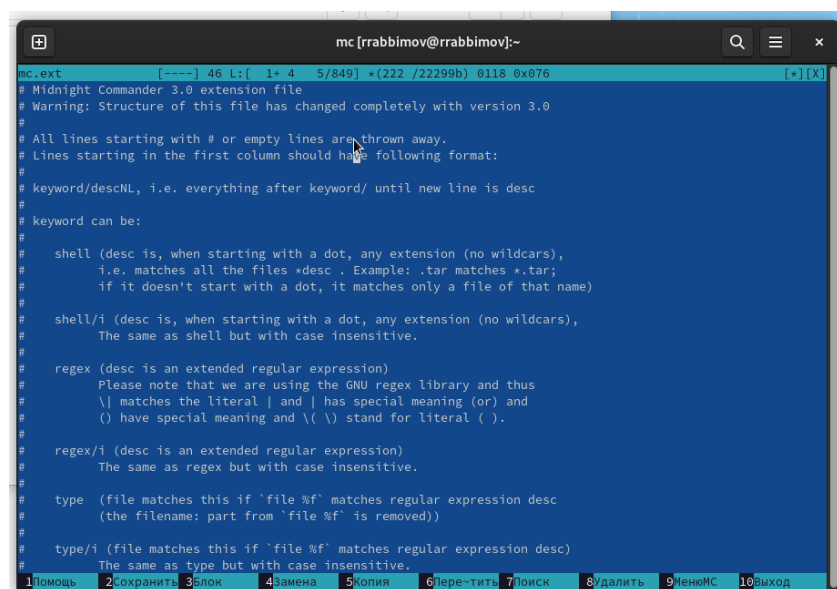 mc [rrabbimov@rrabbimov]:~
mc.ext [----] 46 L:[ 1+ 4 5/849] *(222 /22299b) 0118 0x076 [*][X]
# Midnight Commander 3.0 extension file
# Warning: Structure of this file has changed completely with version 3.0
#
# All lines starting with # or empty lines are thrown away.
# Lines starting in the first column should have following format:
#
# keyword/descNL, i.e. everything after keyword/ until new line is desc
#
# keyword can be:
#
#    shell (desc is, when starting with a dot, any extension (no wildcars),
#          i.e. matches all the files *desc . Example: .tar matches *.tar;
#          if it doesn't start with a dot, it matches only a file of that name)
#
#    shell/i (desc is, when starting with a dot, any extension (no wildcars),
#          The same as shell but with case insensitive.
#
#    regex (desc is an extended regular expression)
#          Please note that we are using the GNU regex library and thus
#          \| matches the literal | and | has special meaning (or) and
#          () have special meaning and \( \) stand for literal ( ).
#
#    regex/i (desc is an extended regular expression)
#          The same as regex but with case insensitive.
#
#    type  (file matches this if `file %f` matches regular expression desc
#          (the filename: part from `file %f` is removed))
#
#    type/i (file matches this if `file %f` matches regular expression desc)
#          The same as type but with case insensitive.
1Помощь 2Сохранить 3Блок 4Замена 5Копия 6Пере~тить 7Поиск 8Удалить 9МенюMC 10Выход